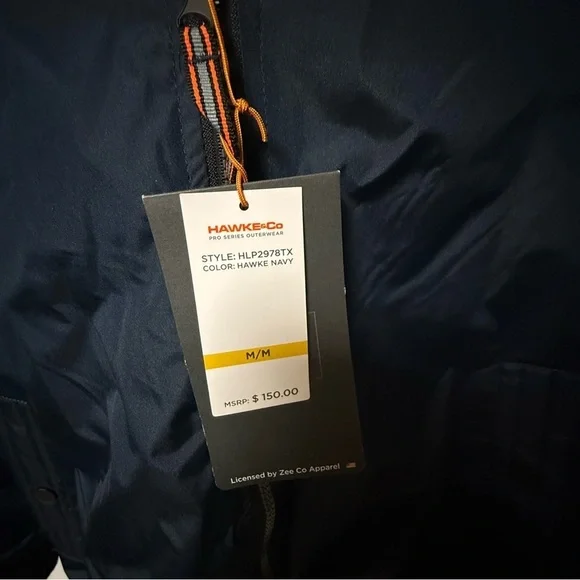 HAWKE&Co
PRO SERIES OUTERWEAR
STYLE: HLP2978TX
COLOR: HAWKE NAVY
M/M
MSRP: $ 150.00
Licensed by Zee Co Apparel